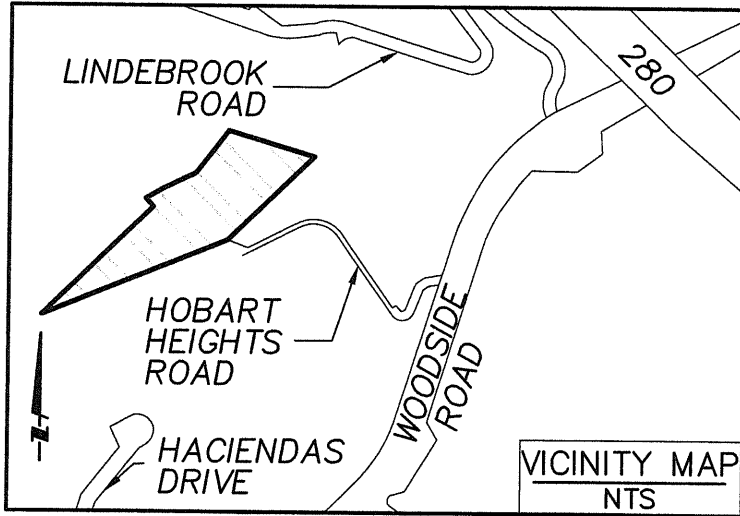 LINDEBROOK
ROAD
280
HOBART
HEIGHTS
ROAD
WOODSIDE
ROAD
N
HACIENDAS
DRIVE
VICINITY MAP
NTS